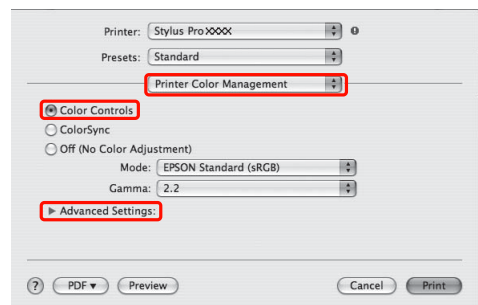 Printer: Stylus Pro XXXX
Presets: Standard
Printer Color Management
Color Controls
ColorSync
Off (No Color Adjustment)
Mode: EPSON Standard (sRGB)
Gamma: 2.2
Advanced Settings:
? PDF Preview Cancel Print